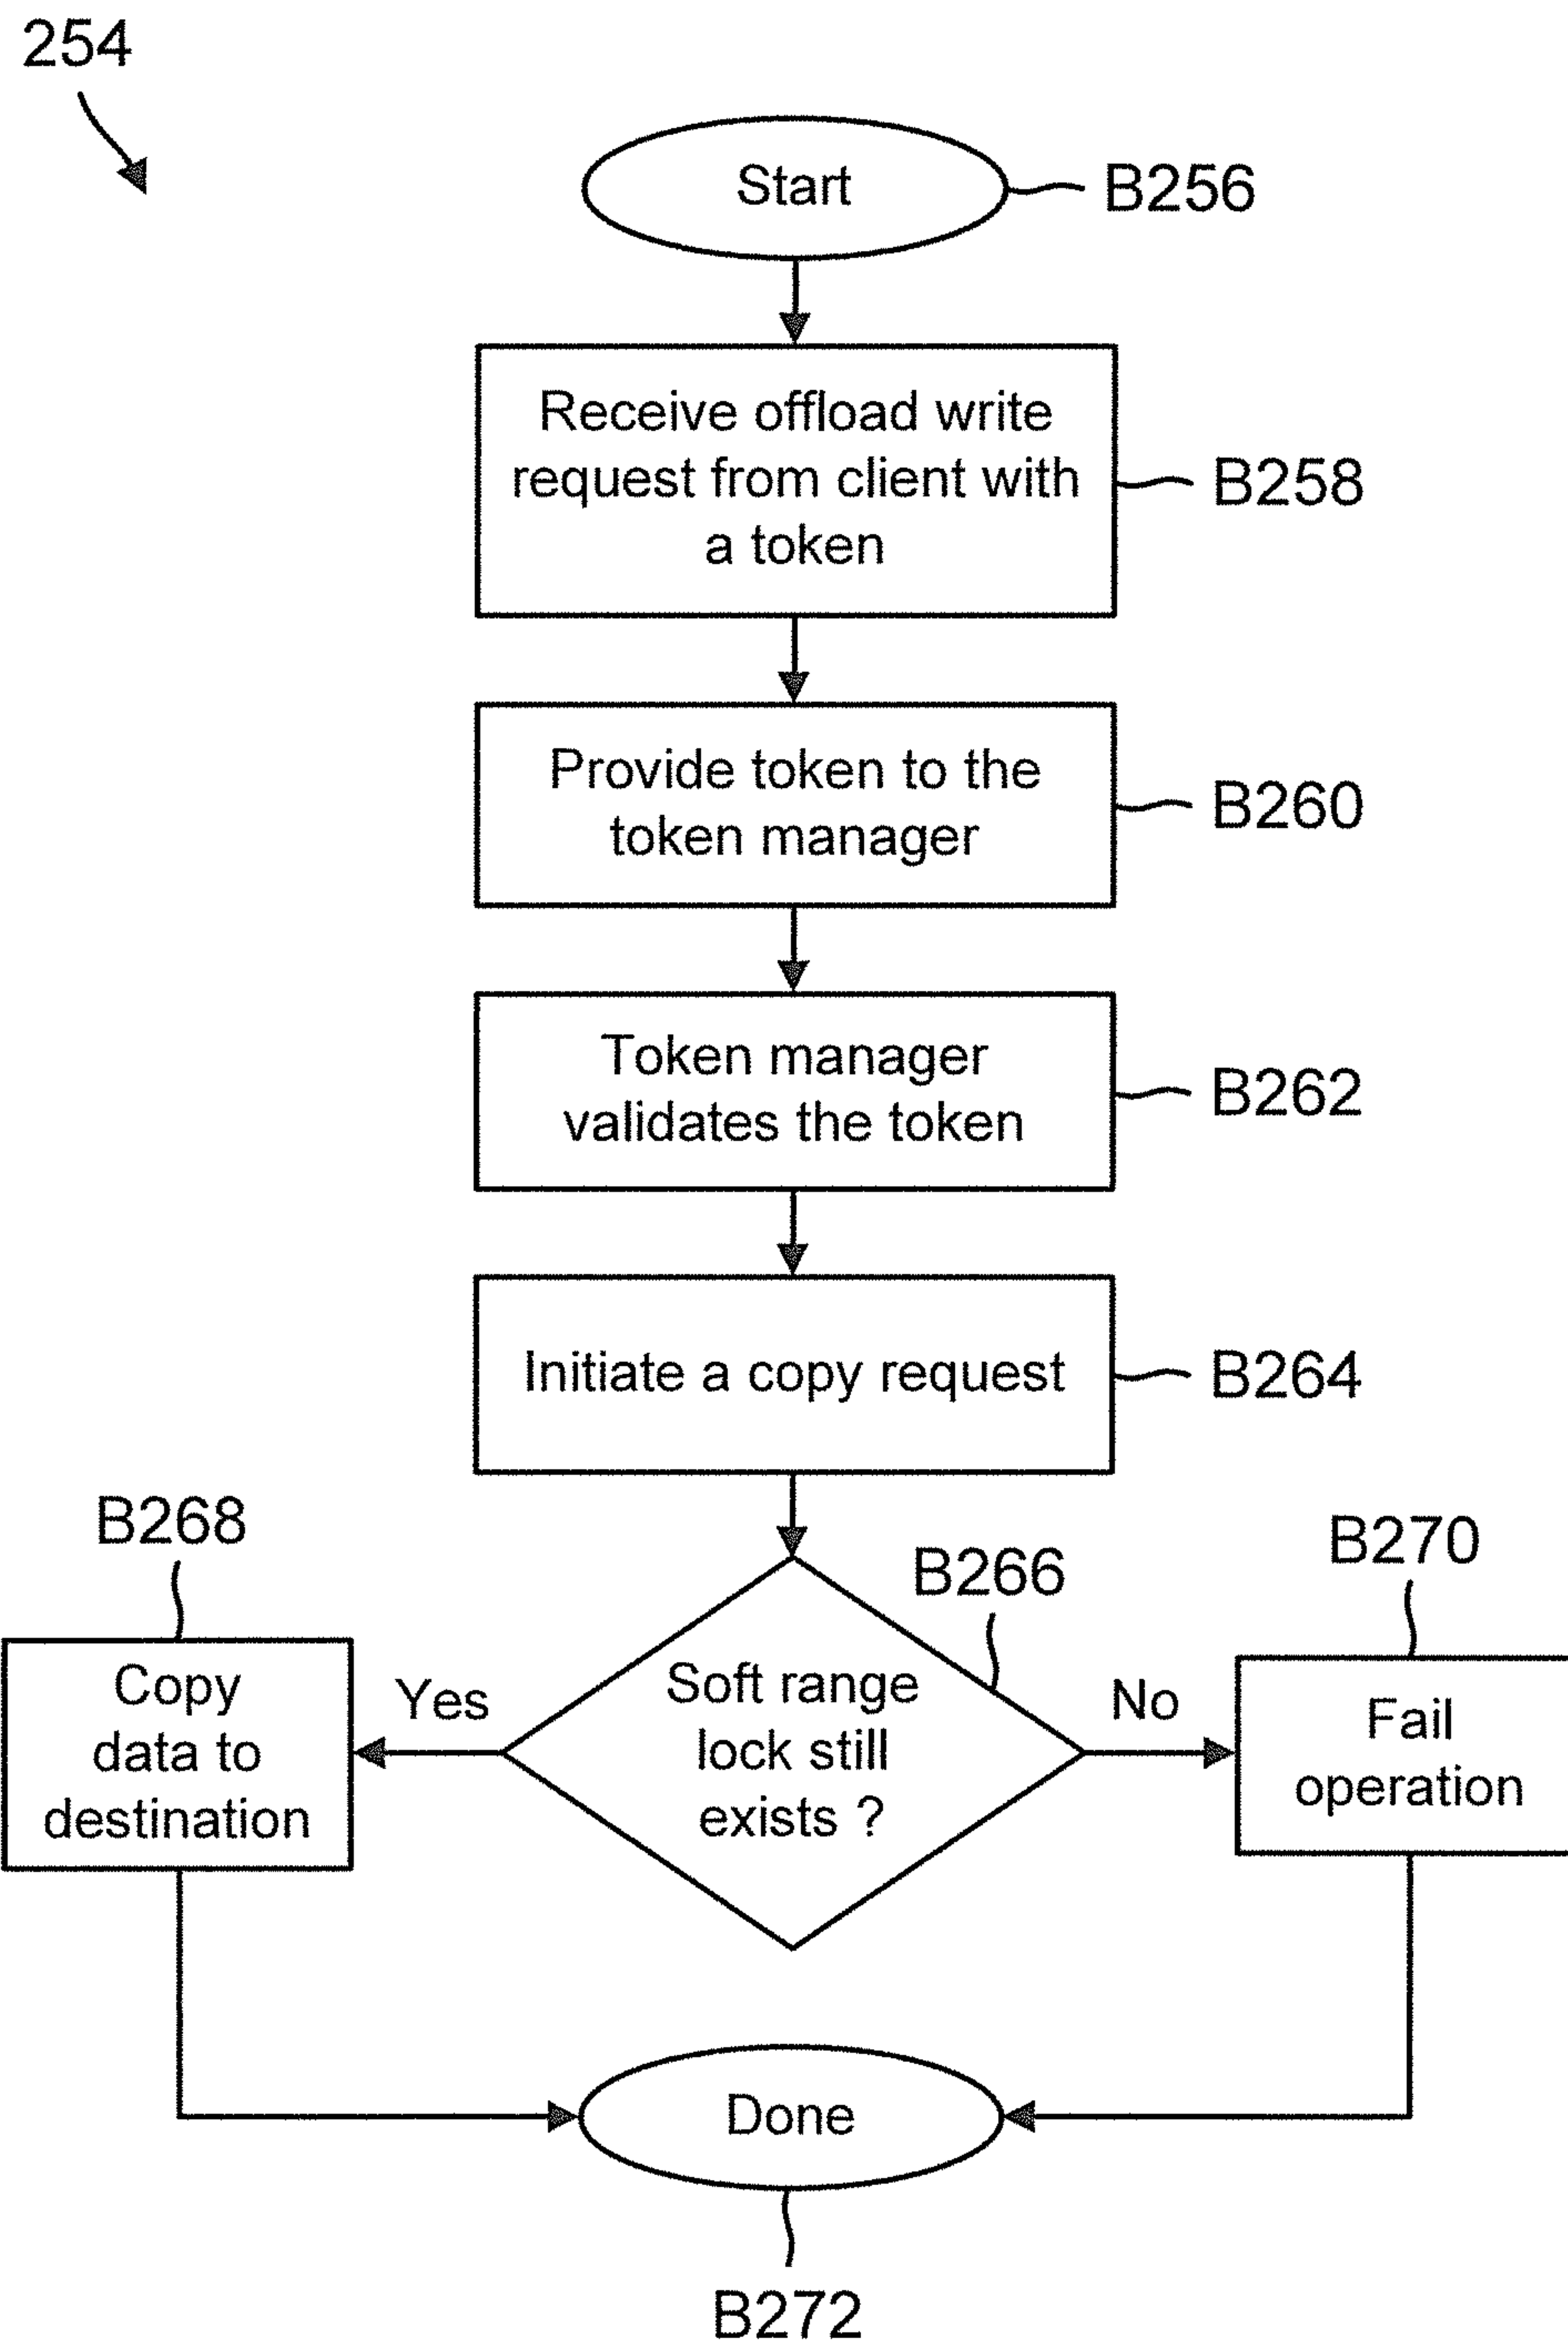 254
Start
B256
Receive offload write
request from client with
a token
B258
Provide token to the
token manager
B260
Token manager
validates the token
B262
Initiate a copy request
B264
B268
B266
B270
Copy
data to
destination
Yes
Soft range
lock still
exists ?
No
Fail
operation
Done
B272